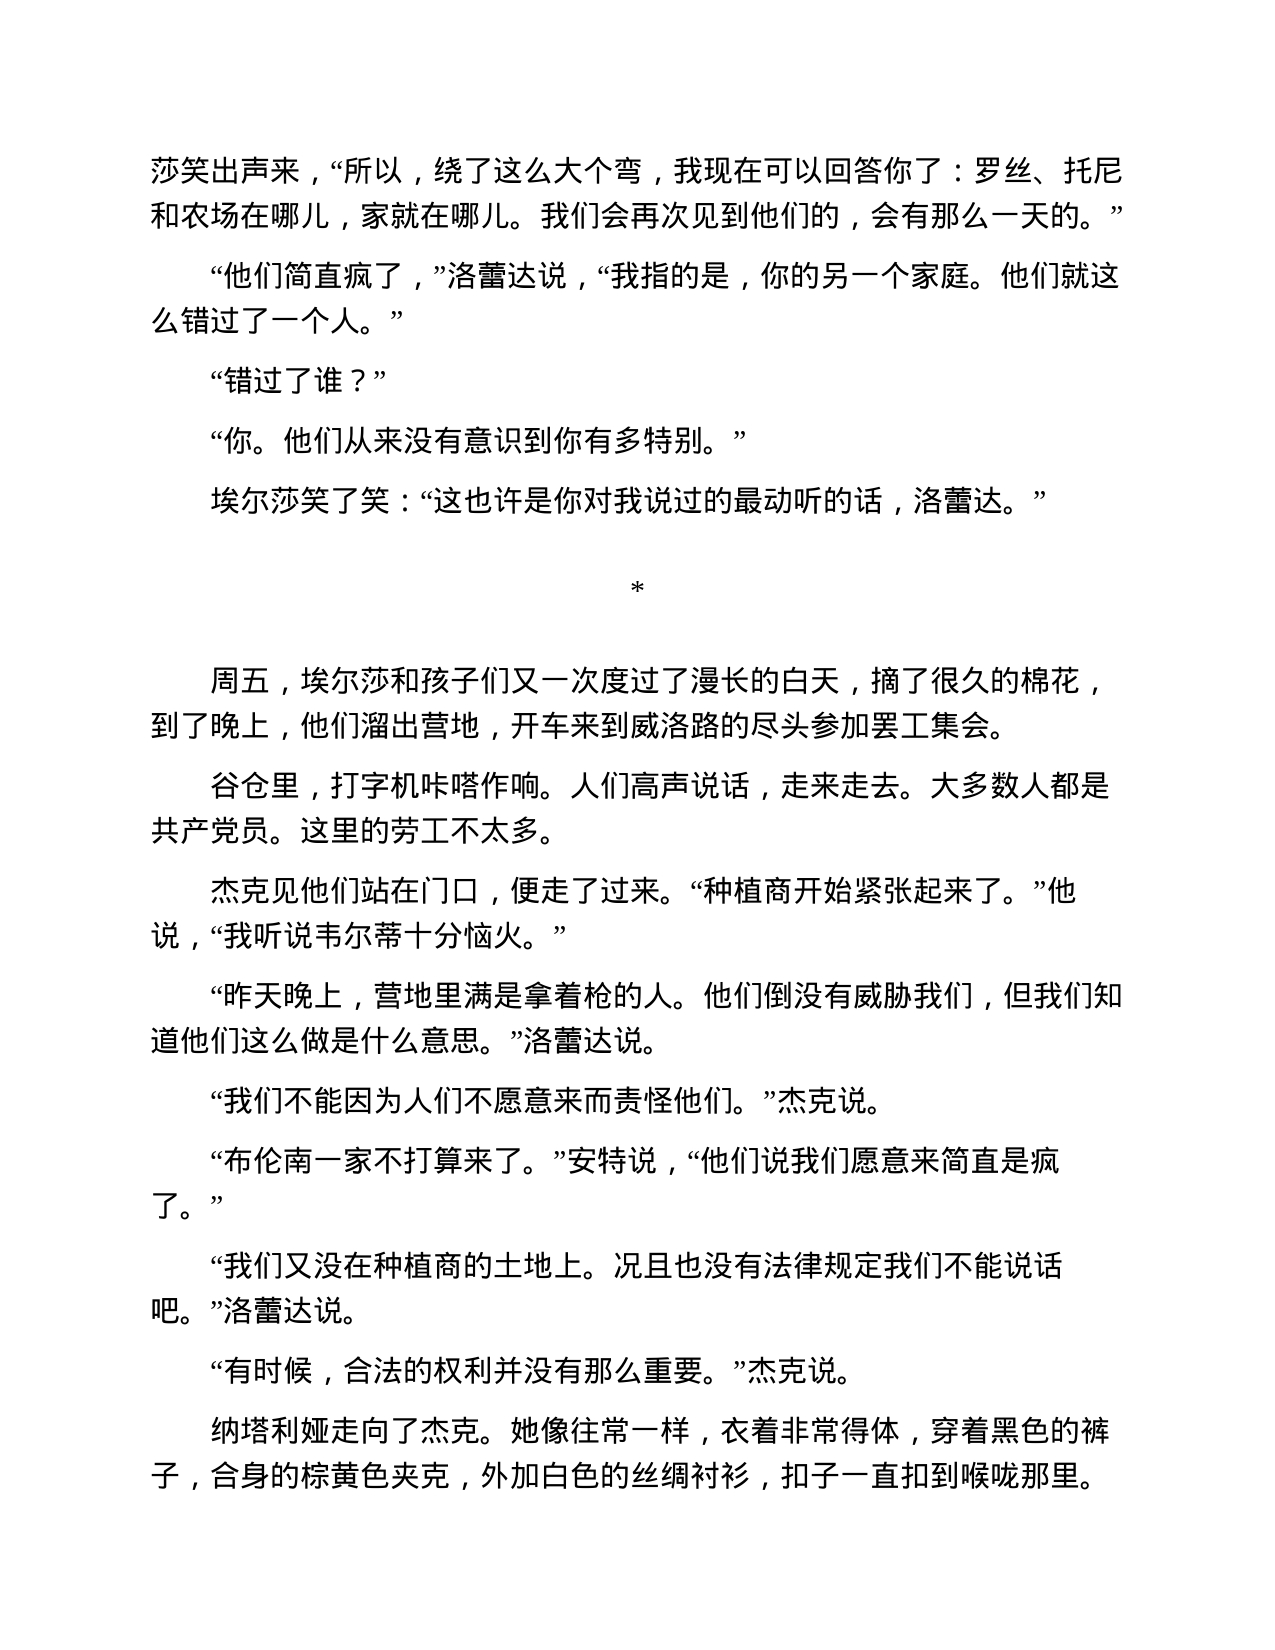 莎笑出声来，“所以，绕了这么大个弯，我现在可以回答你了：罗丝、托尼
和农场在哪儿，家就在哪儿。我们会再次见到他们的，会有那么一天的。”
“他们简直疯了，”洛蕾达说，“我指的是，你的另一个家庭。他们就这
么错过了一个人。”
“错过了谁？”
“你。他们从来没有意识到你有多特别。”
埃尔莎笑了笑：“这也许是你对我说过的最动听的话，洛蕾达。”
*
周五，埃尔莎和孩子们又一次度过了漫长的白天，摘了很久的棉花，
到了晚上，他们溜出营地，开车来到威洛路的尽头参加罢工集会。
谷仓里，打字机咔嗒作响。人们高声说话，走来走去。大多数人都是
共产党员。这里的劳工不太多。
杰克见他们站在门口，便走了过来。“种植商开始紧张起来了。”他
说，“我听说韦尔蒂十分恼火。”
“昨天晚上，营地里满是拿着枪的人。他们倒没有威胁我们，但我们知
道他们这么做是什么意思。”洛蕾达说。
“我们不能因为人们不愿意来而责怪他们。”杰克说。
“布伦南一家不打算来了。”安特说，“他们说我们愿意来简直是疯
了。”
“我们又没在种植商的土地上。况且也没有法律规定我们不能说话
吧。”洛蕾达说。
“有时候，合法的权利并没有那么重要。”杰克说。
纳塔利娅走向了杰克。她像往常一样，衣着非常得体，穿着黑色的裤
子，合身的棕黄色夹克，外加白色的丝绸衬衫，扣子一直扣到喉咙那里。